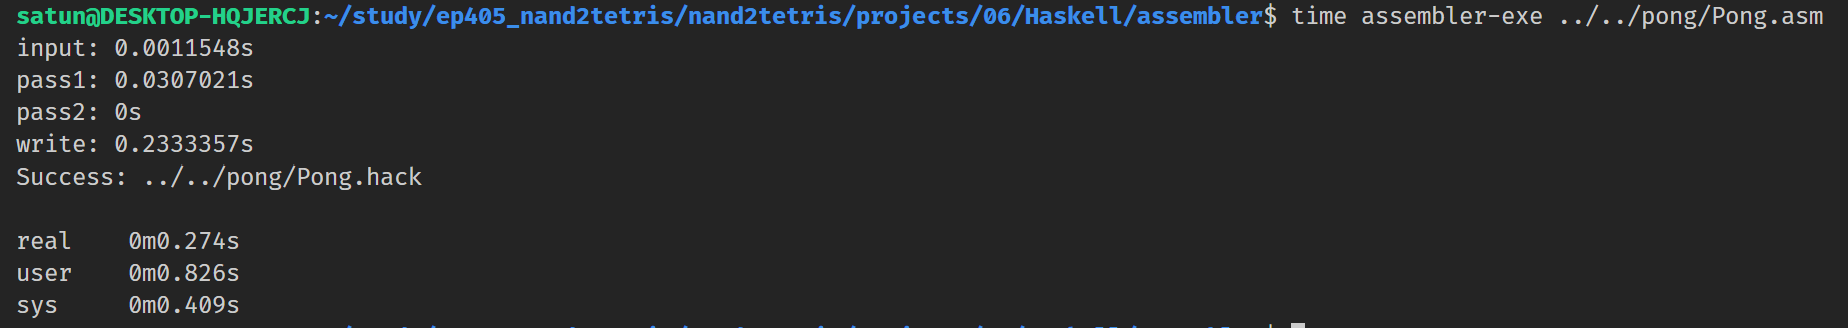 satun@DESKTOP-HQJERCJ:~/study/ep405_nand2tetris/nand2tetris/projects/06/Haskell/assembler$ time assembler-exe ../../pong/Pong.asm
input: 0.0011548s
pass1: 0.0307021s
pass2: 0s
write: 0.2333357s
Success: ../../pong/Pong.hack
real 0m0.274s
user 0m0.826s
sys 0m0.409s